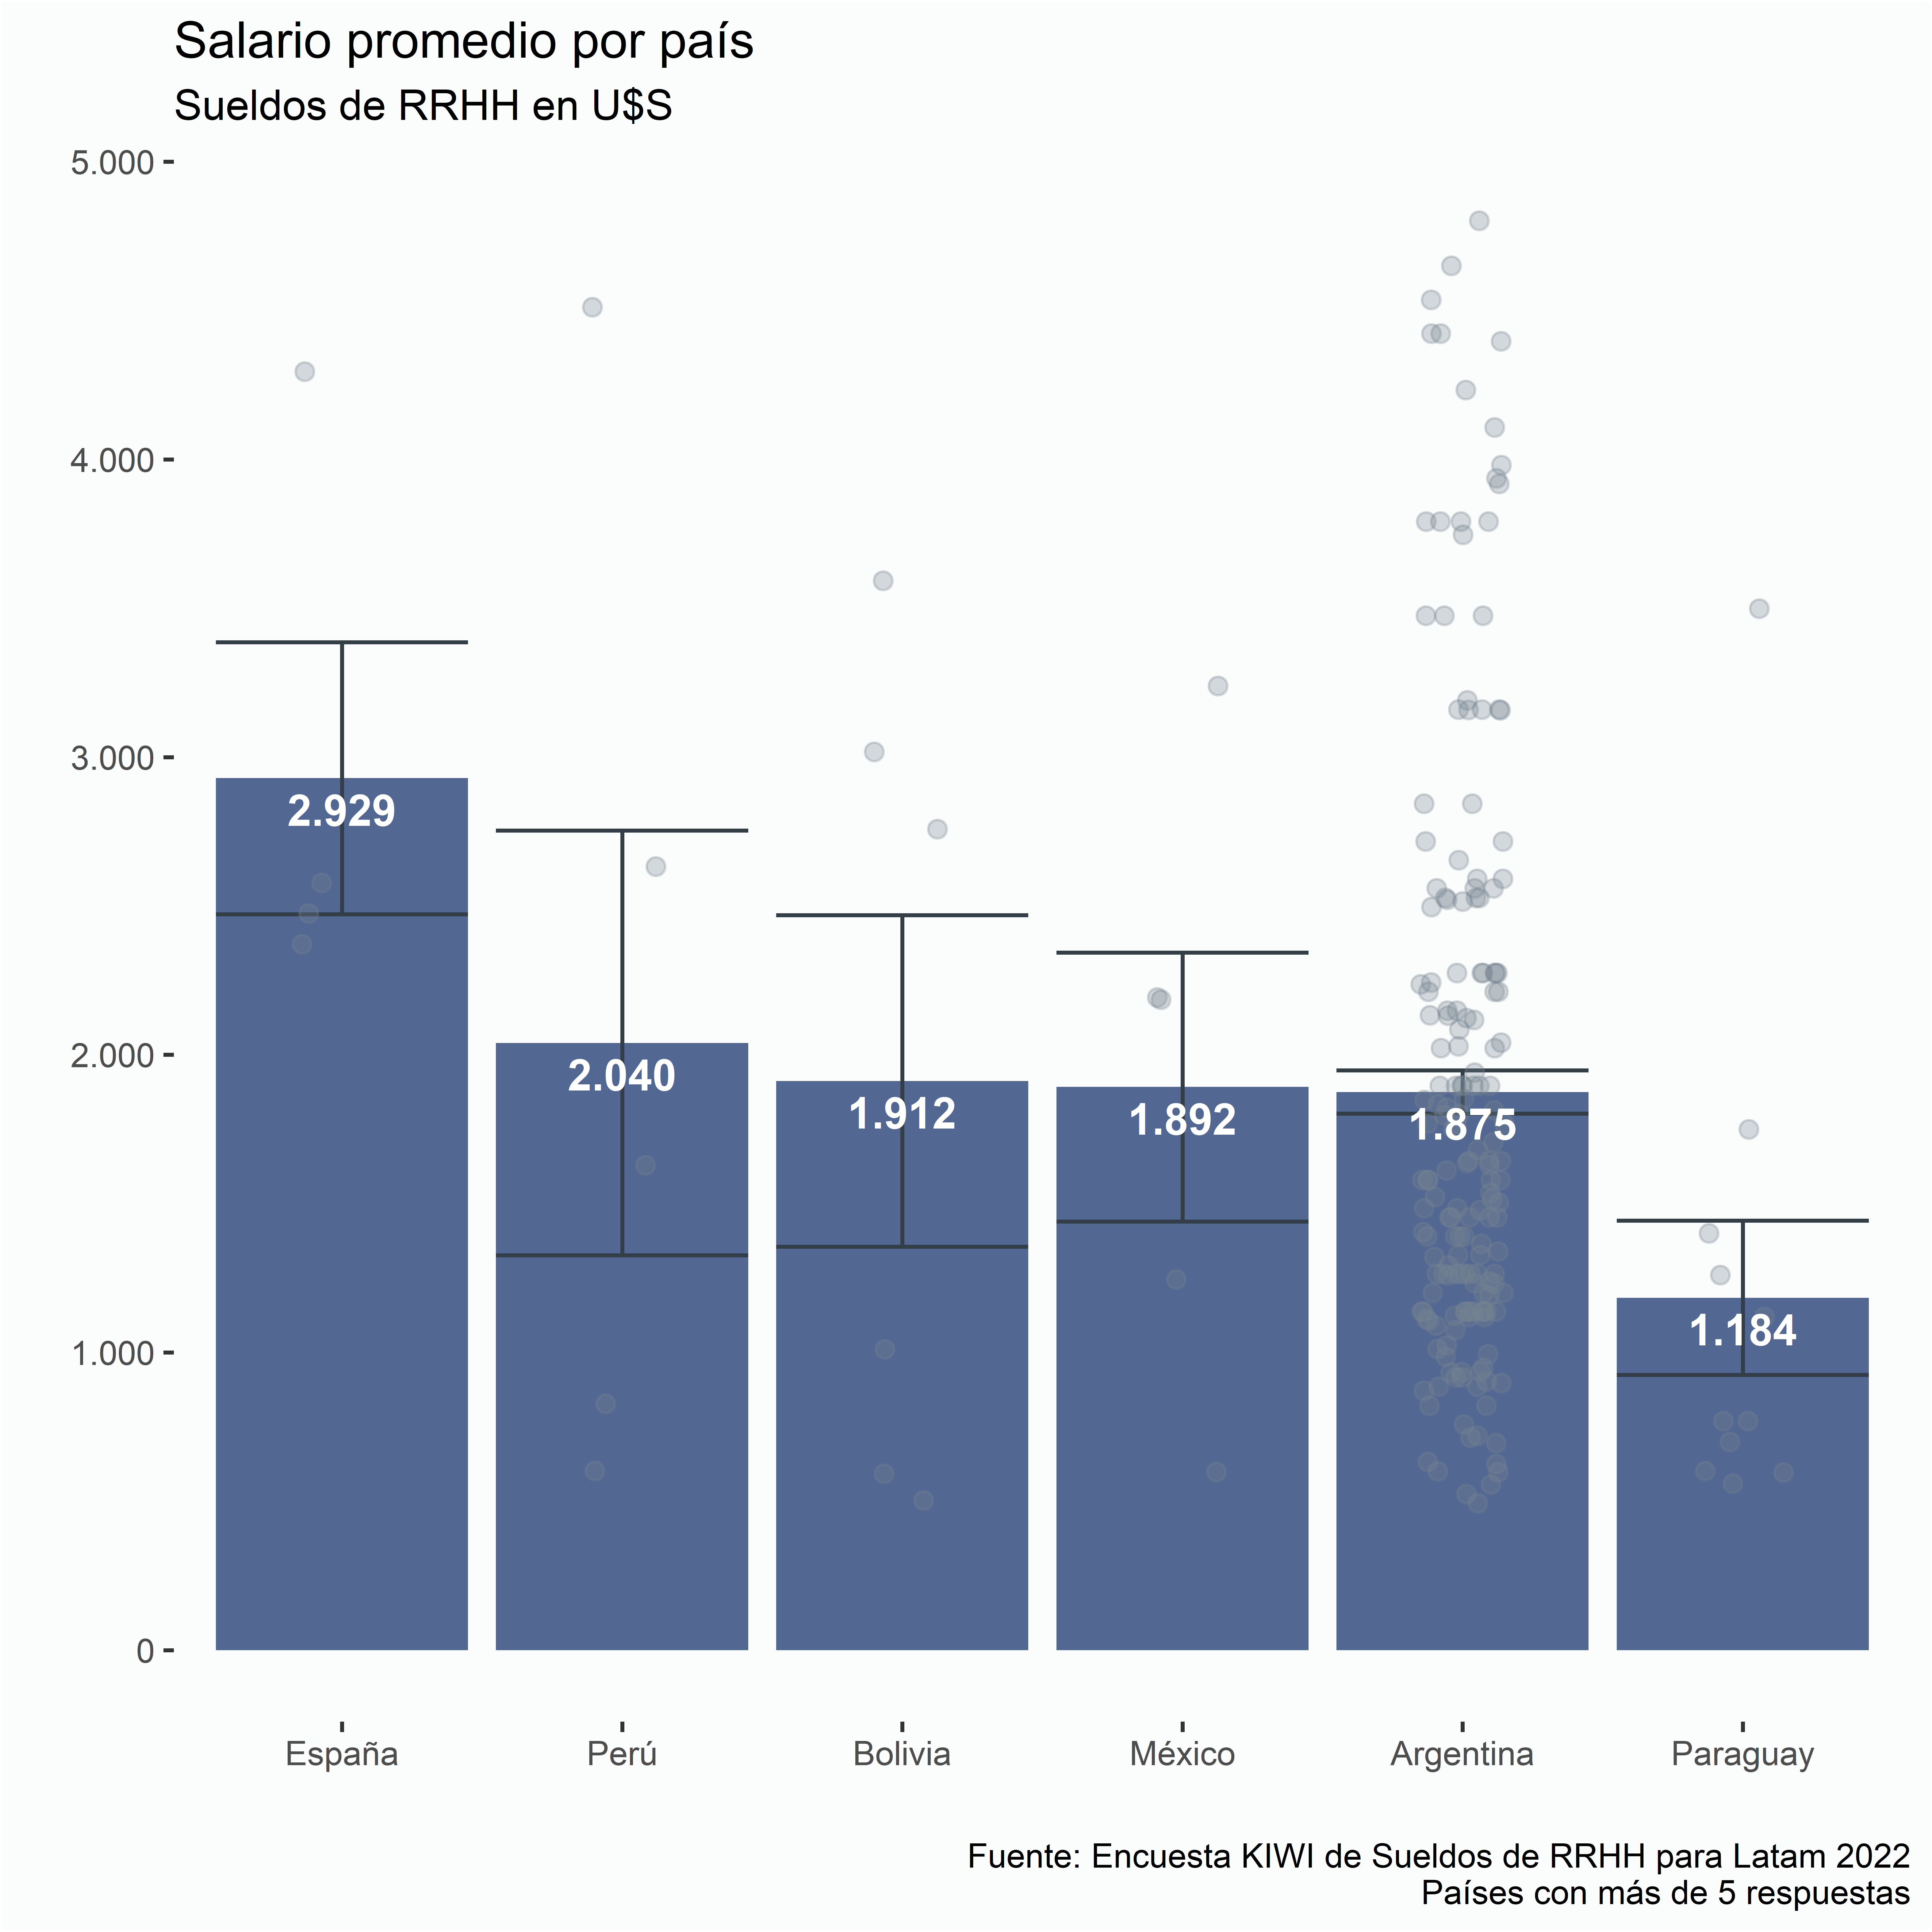 Salario promedio por país
Sueldos de RRHH en U$S
5.000
4.000
3.000
2.000
1.000
0
2.929
2.040
1.912
1.892
1.875
1.184
España
Perú
Bolivia
México
Argentina
Paraguay
Fuente: Encuesta KIWI de Sueldos de RRHH para Latam 2022
Países con más de 5 respuestas